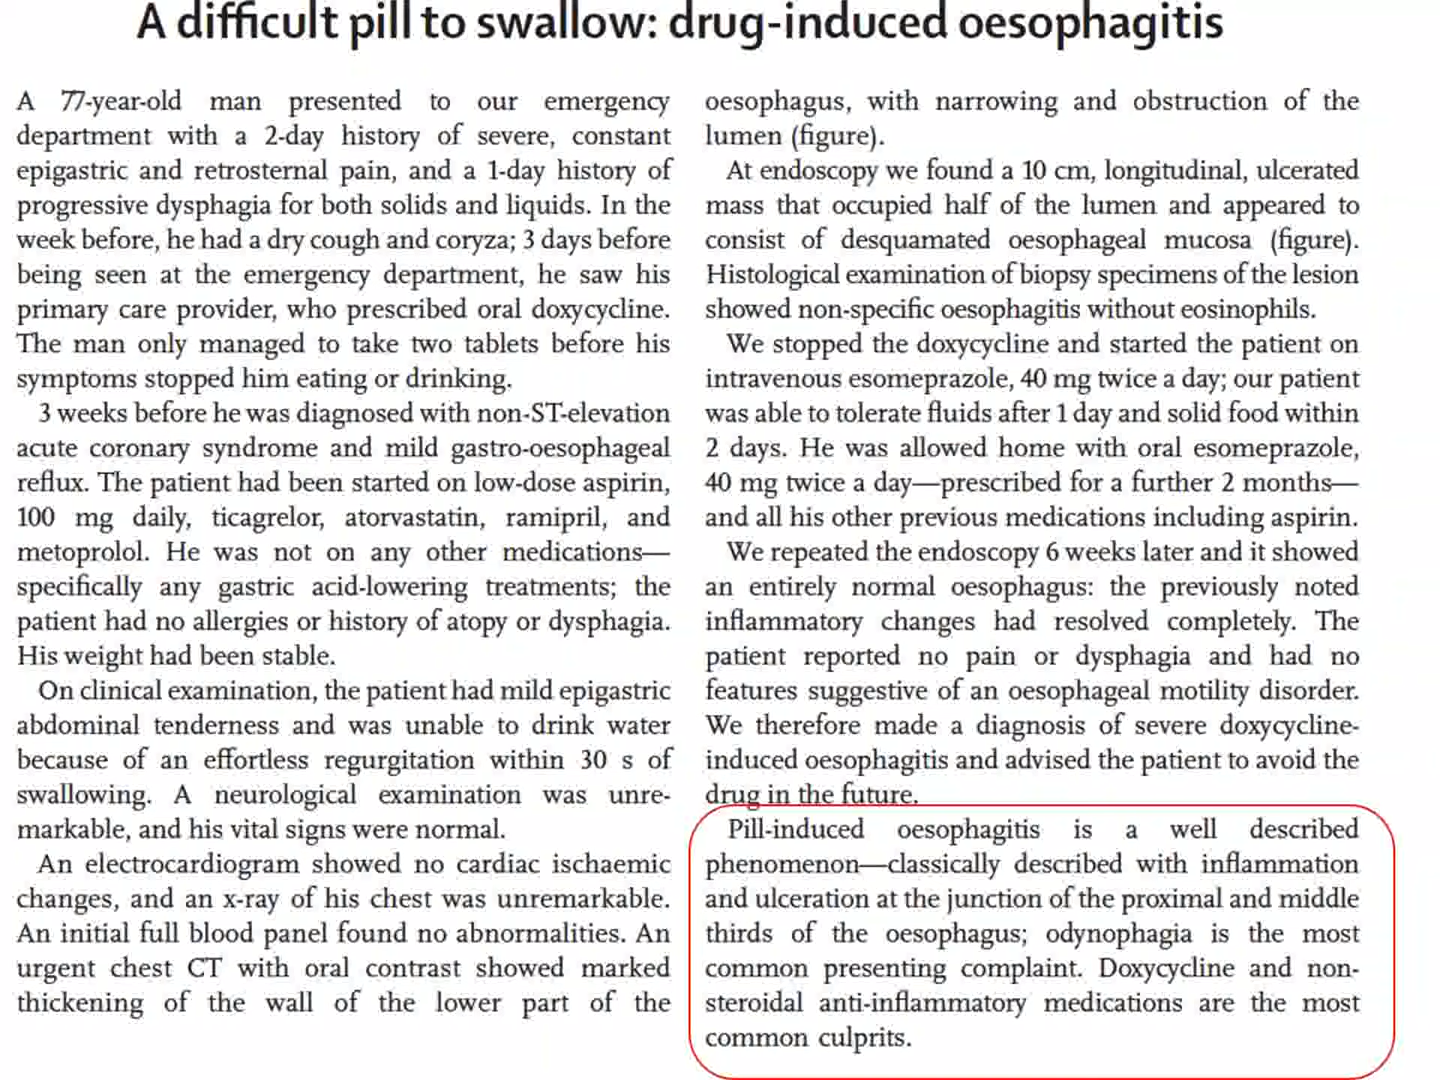 A difficult pill to swallow: drug-induced oesophagitis
A 77-year-old man presented to our emergency
department with a 2-day history of severe, constant
epigastric and retrosternal pain, and a 1-day history of
progressive dysphagia for both solids and liquids. In the
week before, he had a dry cough and coryza; 3 days before
being seen at the emergency department, he saw his
primary care provider, who prescribed oral doxycycline.
The man only managed to take two tablets before his
symptoms stopped him eating or drinking.
3 weeks before he was diagnosed with non-ST-elevation
acute coronary syndrome and mild gastro-oesophageal
reflux. The patient had been started on low-dose aspirin,
100 mg daily, ticagrelor, atorvastatin, ramipril, and
metoprolol. He was not on any other medications—
specifically any gastric acid-lowering treatments; the
patient had no allergies or history of atopy or dysphagia.
His weight had been stable.
On clinical examination, the patient had mild epigastric
abdominal tenderness and was unable to drink water
because of an effortless regurgitation within 30 s of
swallowing. A neurological examination was unre-
markable, and his vital signs were normal.
An electrocardiogram showed no cardiac ischaemic
changes, and an x-ray of his chest was unremarkable.
An initial full blood panel found no abnormalities. An
urgent chest CT with oral contrast showed marked
thickening of the wall of the lower part of the
oesophagus, with narrowing and obstruction of the
lumen (figure).
At endoscopy we found a 10 cm, longitudinal, ulcerated
mass that occupied half of the lumen and appeared to
consist of desquamated oesophageal mucosa (figure).
Histological examination of biopsy specimens of the lesion
showed non-specific oesophagitis without eosinophils.
We stopped the doxycycline and started the patient on
intravenous esomeprazole, 40 mg twice a day; our patient
was able to tolerate fluids after 1 day and solid food within
2 days. He was allowed home with oral esomeprazole,
40 mg twice a day—prescribed for a further 2 months—
and all his other previous medications including aspirin.
We repeated the endoscopy 6 weeks later and it showed
an entirely normal oesophagus: the previously noted
inflammatory changes had resolved completely. The
patient reported no pain or dysphagia and had no
features suggestive of an oesophageal motility disorder.
We therefore made a diagnosis of severe doxycycline-
induced oesophagitis and advised the patient to avoid the
drug in the future.
Pill-induced oesophagitis is a well described
phenomenon—classically described with inflammation
and ulceration at the junction of the proximal and middle
thirds of the oesophagus; odynophagia is the most
common presenting complaint. Doxycycline and non-
steroidal anti-inflammatory medications are the most
common culprits.